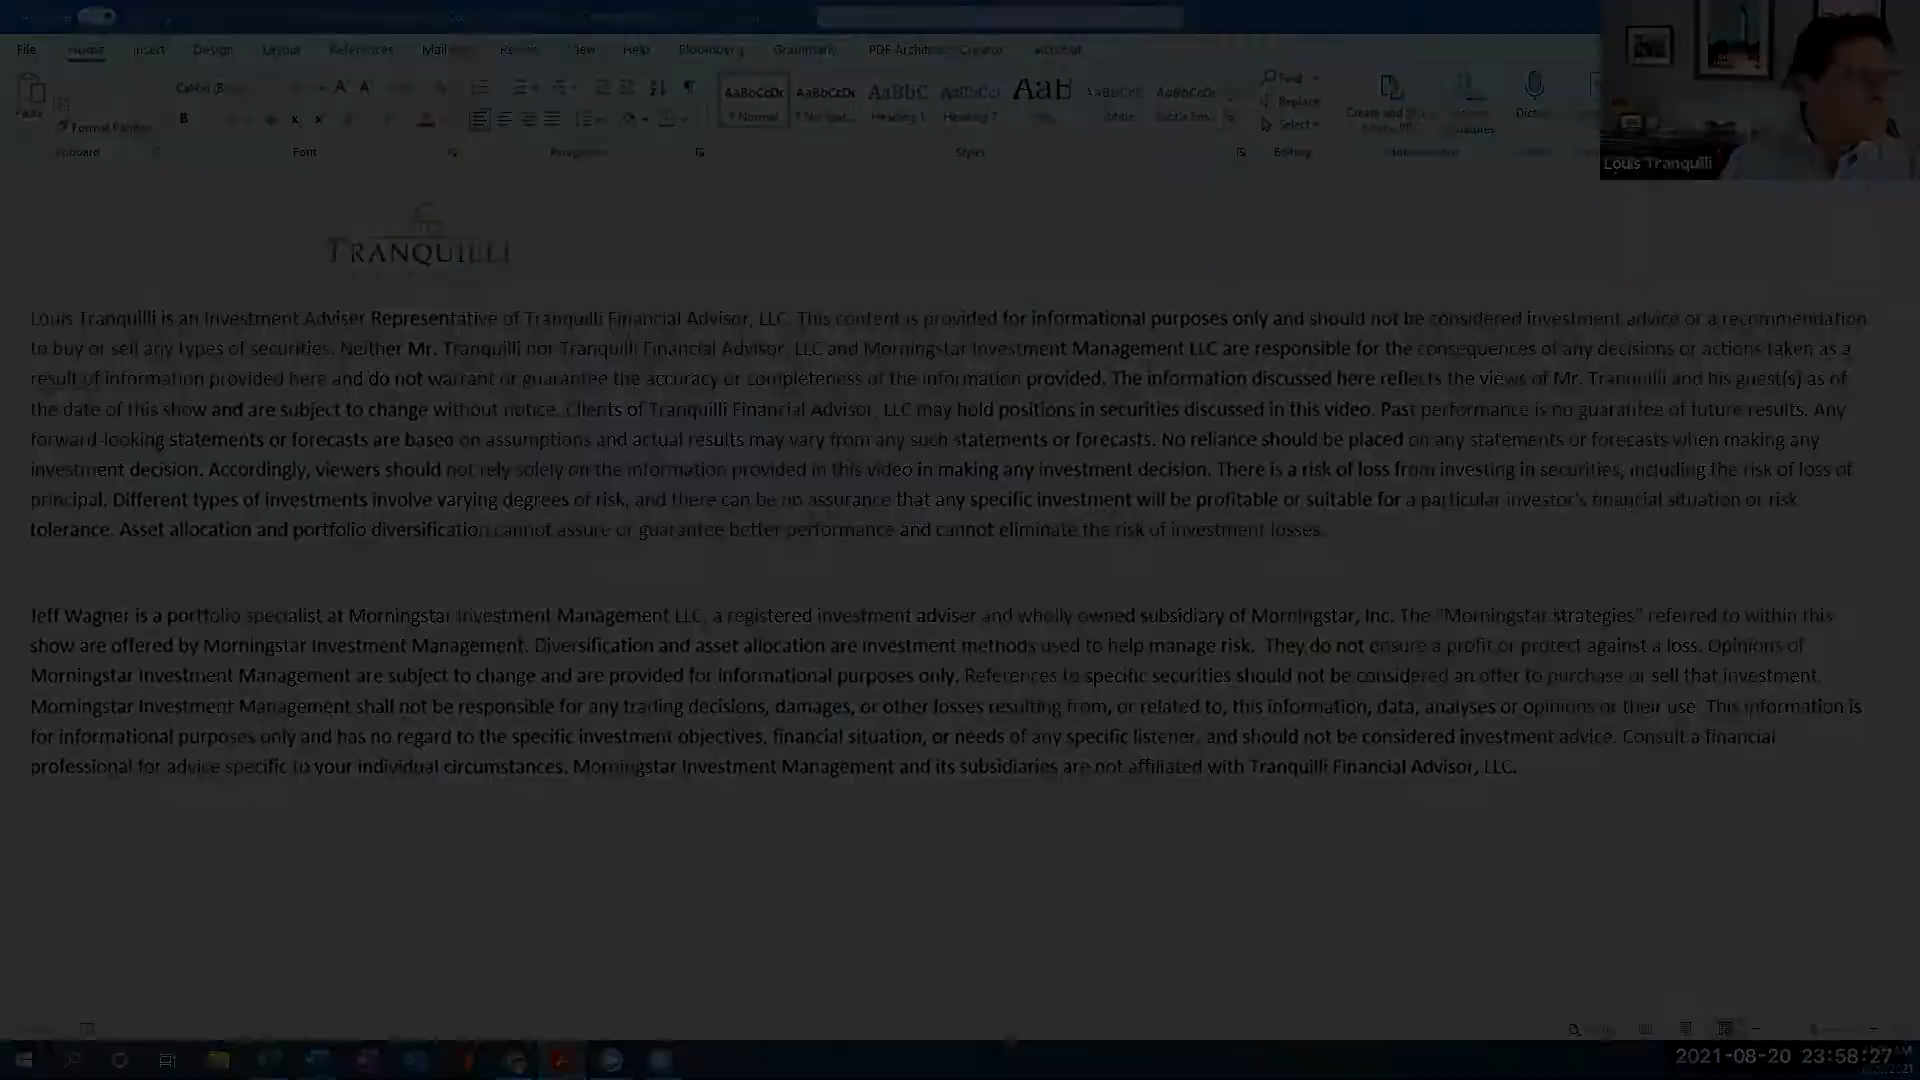 File Home Insert Design Layout References Help Bloomberg Grammarly Creator Acrobat
Format Painter
AaBbCcDc AaBbCcDc AaBbC AaBbCcI AaB AaBbCcC AaBbCcDc
Find
Replace
Select
Normal Heading 1 Heading 2
Font Styles Editing
Louis Tranquilli
TRANQUILLI
Louis Tranquilli is an Investment Adviser Representative of Tranquilli Financial Advisor, LLC. This content is provided for informational purposes only and should not be considered investment advice or a recommendation
to buy or sell any types of securities. Neither Mr. Tranquilli nor Tranquilli Financial Advisor, LLC and Morningstar Investment Management LLC are responsible for the consequences of any decisions or actions taken as a
result of information provided here and do not warrant or guarantee the accuracy or completeness of the information provided. The information discussed here reflects the views of Mr. Tranquilli and his guest(s) as of
the date of this show and are subject to change without notice. Clients of Tranquilli Financial Advisor, LLC may hold positions in securities discussed in this video. Past performance is no guarantee of future results. Any
forward-looking statements or forecasts are based on assumptions and actual results may vary from any such statements or forecasts. No reliance should be placed on any statements or forecasts when making any
investment decision. Accordingly, viewers should not rely solely on the information provided in this video in making any investment decision. There is a risk of loss from investing in securities, including the risk of loss of
principal. Different types of investments involve varying degrees of risk, and there can be no assurance that any specific investment will be profitable or suitable for a particular investor's financial situation or risk
tolerance. Asset allocation and portfolio diversification cannot assure or guarantee better performance and cannot eliminate the risk of investment losses.
Jeff Wagner is a portfolio specialist at Morningstar Investment Management LLC, a registered investment adviser and wholly owned subsidiary of Morningstar, Inc. The "Morningstar strategies" referred to within this
show are offered by Morningstar Investment Management. Diversification and asset allocation are investment methods used to help manage risk. They do not ensure a profit or protect against a loss. Opinions of
Morningstar Investment Management are subject to change and are provided for informational purposes only. References to specific securities should not be considered an offer to purchase or sell that investment.
Morningstar Investment Management shall not be responsible for any trading decisions, damages, or other losses resulting from, or related to, this information, data, analyses or opinions or their use. This information is
for informational purposes only and has no regard to the specific investment objectives, financial situation, or needs of any specific listener, and should not be considered investment advice. Consult a financial
professional for advice specific to your individual circumstances. Morningstar Investment Management and its subsidiaries are not affiliated with Tranquilli Financial Advisor, LLC.
2021-08-20 23:58:27